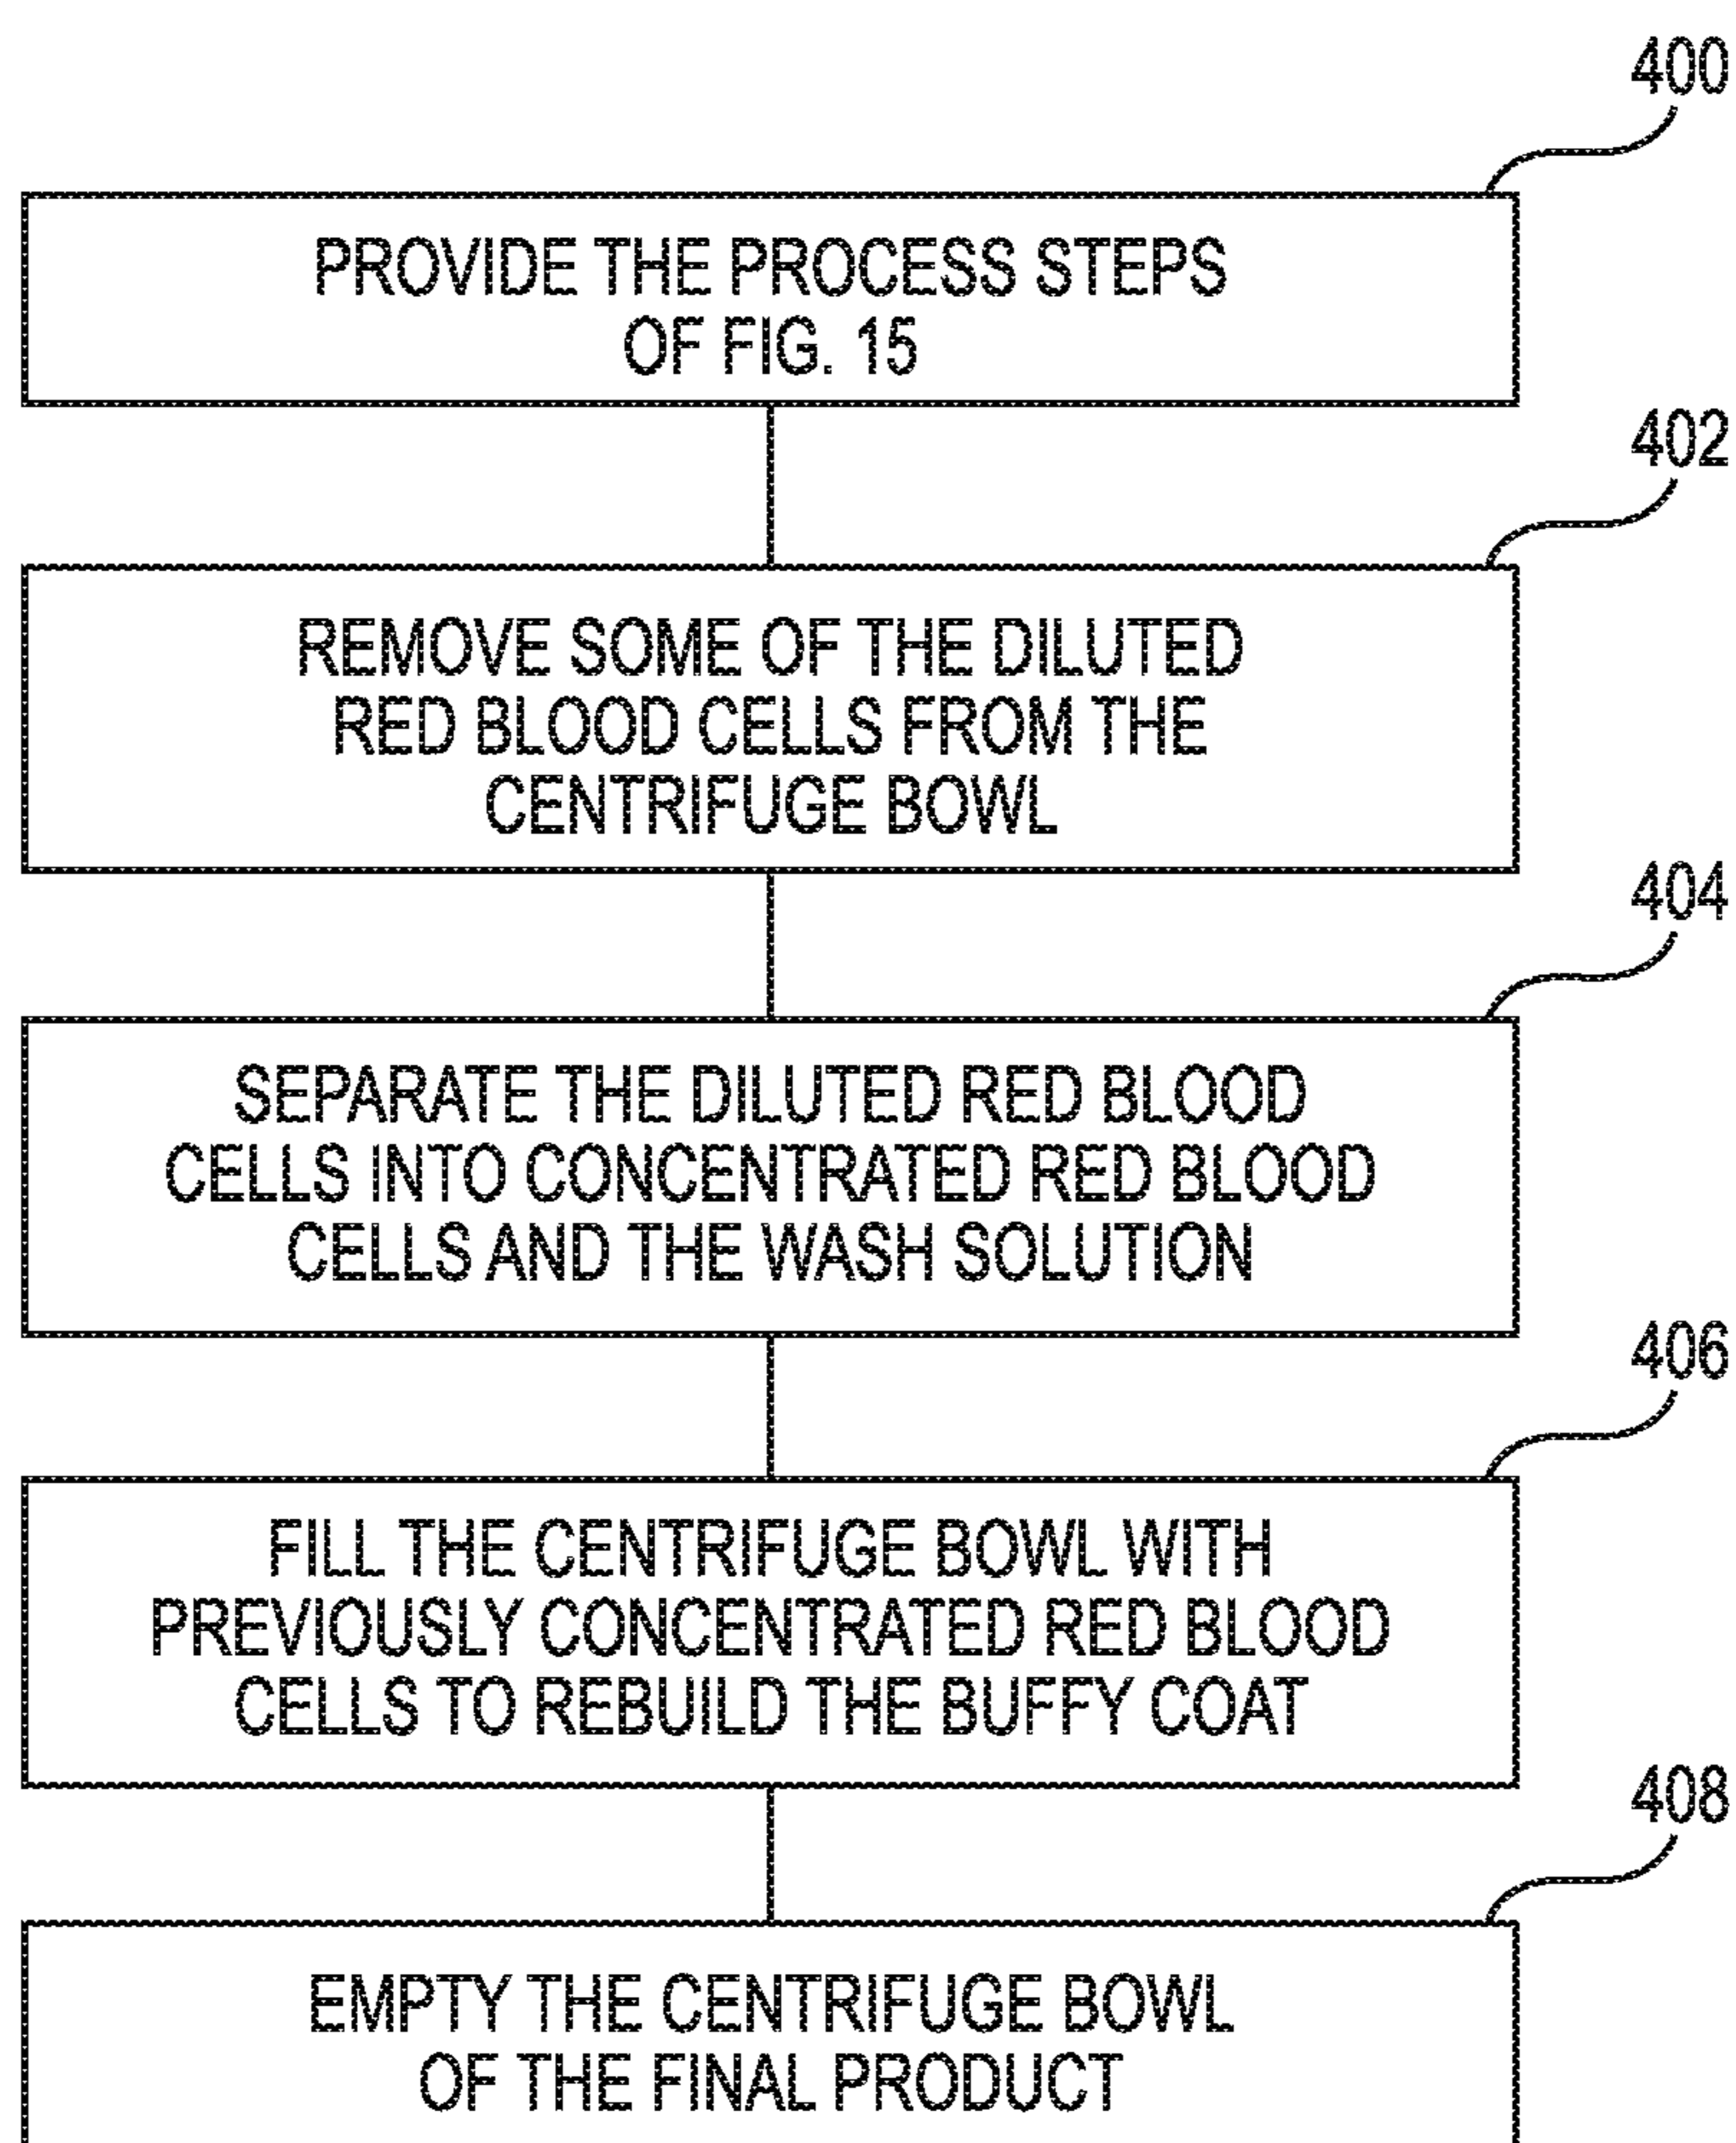 400
PROVIDE THE PROCESS STEPS
OF FIG. 15
402
REMOVE SOME OF THE DILUTED
RED BLOOD CELLS FROM THE
CENTRIFUGE BOWL
404
SEPARATE THE DILUTED RED BLOOD
CELLS INTO CONCENTRATED RED BLOOD
CELLS AND THE WASH SOLUTION
406
FILL THE CENTRIFUGE BOWL WITH
PREVIOUSLY CONCENTRATED RED BLOOD
CELLS TO REBUILD THE BUFFY COAT
408
EMPTY THE CENTRIFUGE BOWL
OF THE FINAL PRODUCT